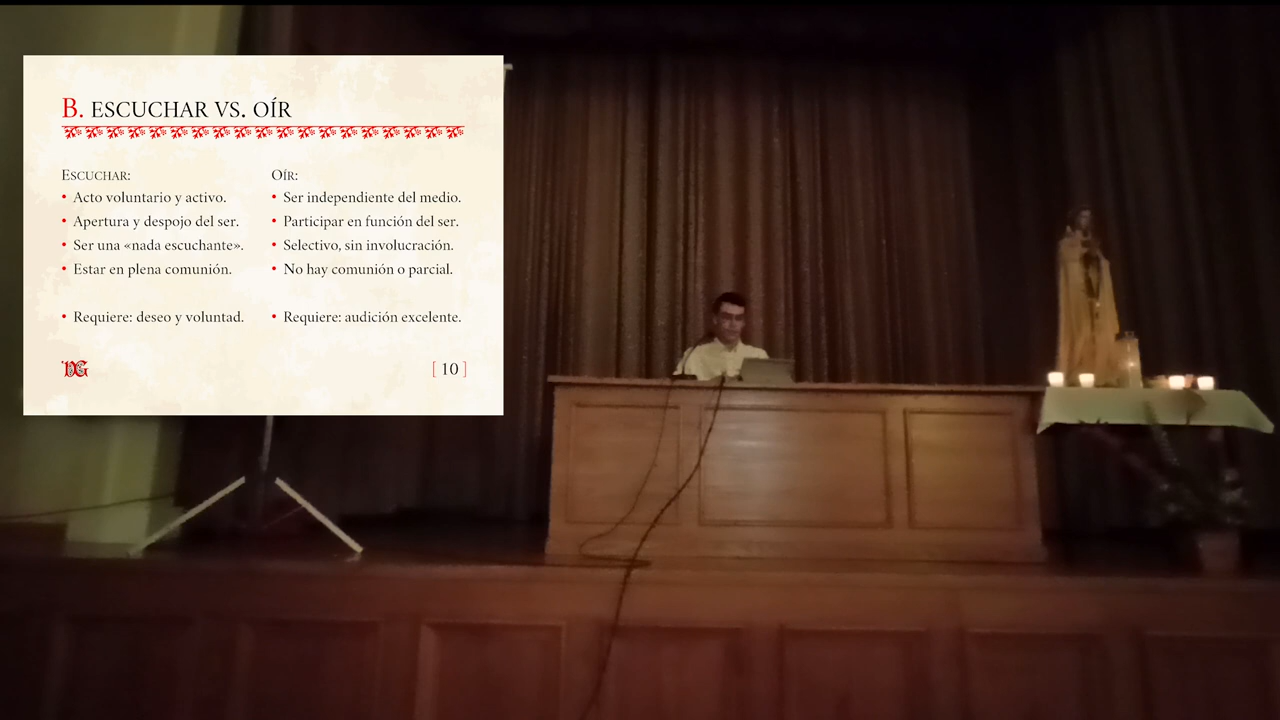 B. ESCUCHAR VS. OÍR
ESCUCHAR:
• Acto voluntario y activo.
• Apertura y despojo del ser.
• Ser una «nada escuchante».
• Estar en plena comunión.
• Requiere: deseo y voluntad.
OÍR:
• Ser independiente del medio.
• Participar en función del ser.
• Selectivo, sin involucración.
• No hay comunión o parcial.
• Requiere: audición excelente.
[ 10 ]